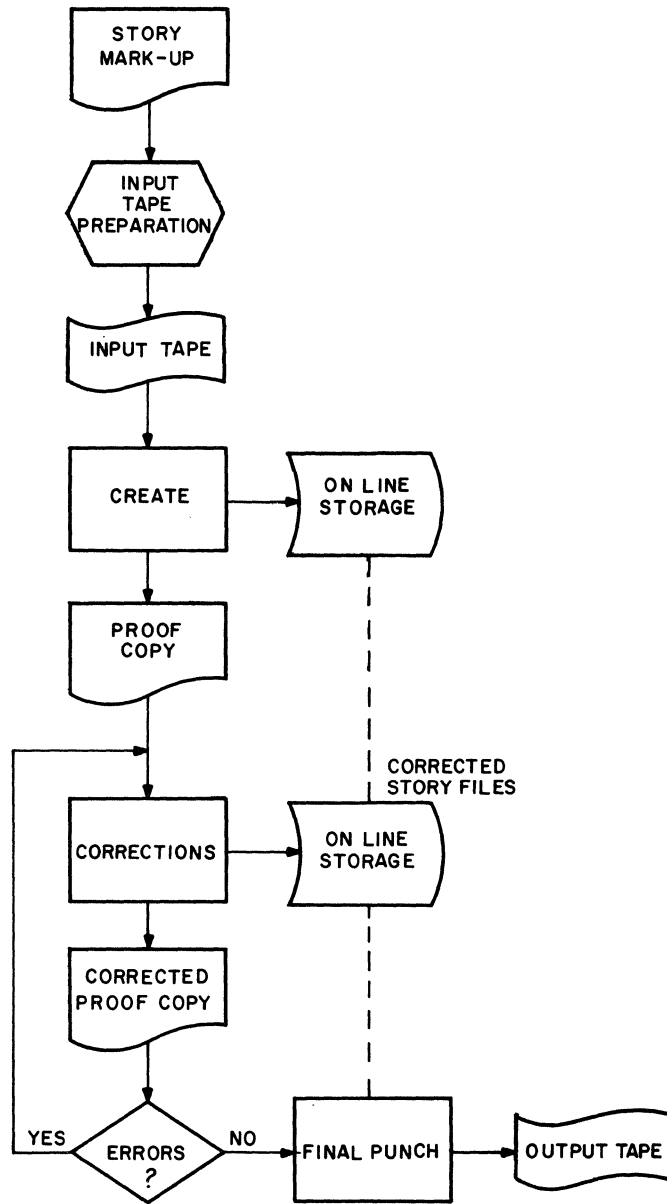 STORY
MARK-UP
INPUT
TAPE
PREPARATION
INPUT TAPE
CREATE
ON LINE
STORAGE
PROOF
COPY
CORRECTED
STORY FILES
CORRECTIONS
ON LINE
STORAGE
CORRECTED
PROOF COPY
YES
ERRORS
?
NO
FINAL PUNCH
OUTPUT TAPE